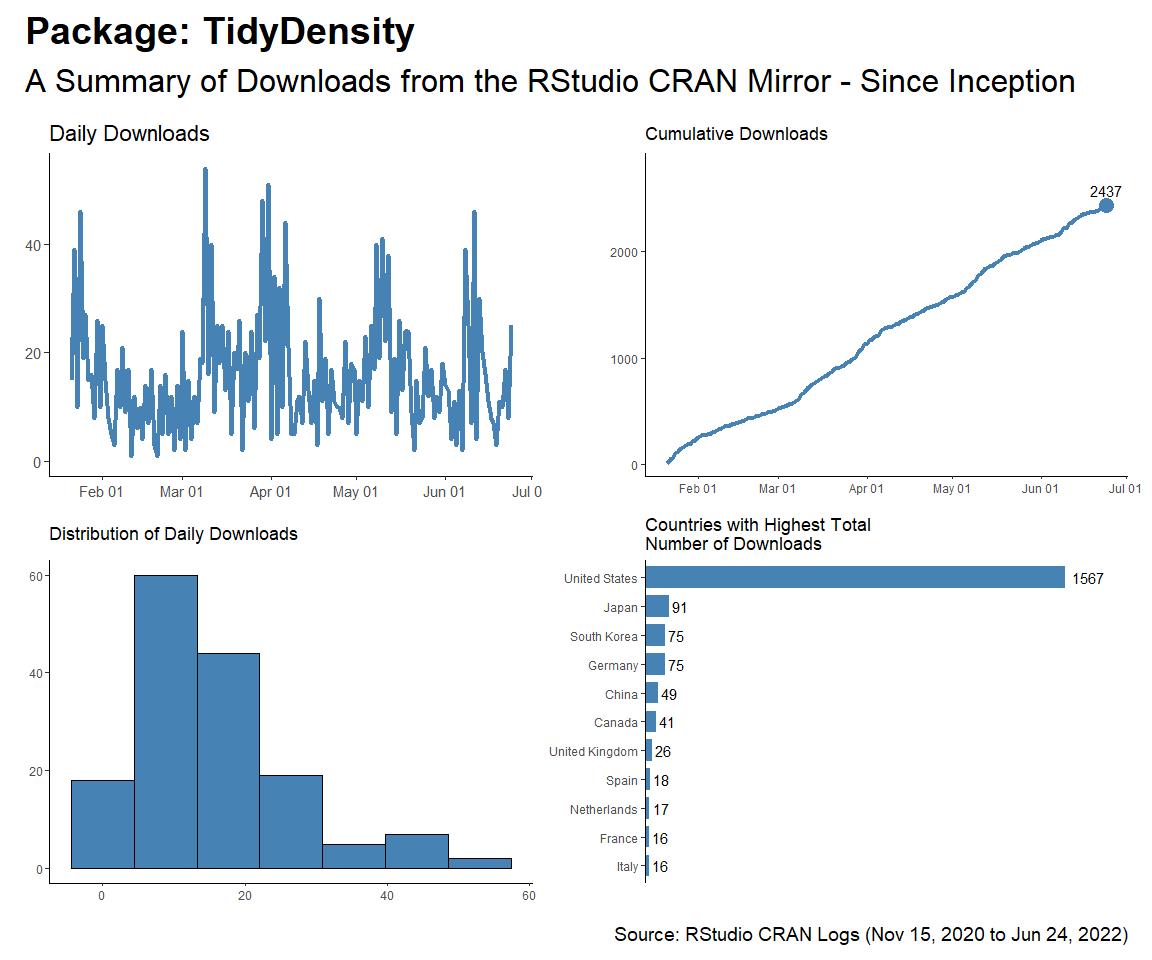 Package: TidyDensity
A Summary of Downloads from the RStudio CRAN Mirror - Since Inception
Daily Downloads
40
20
0
Feb 01 Mar 01 Apr 01 May 01 Jun 01 Jul 0
Cumulative Downloads
2437
2000
1000
0
Feb 01 Mar 01 Apr 01 May 01 Jun 01 Jul 01
Distribution of Daily Downloads
60
40
20
0
0 20 40 60
Countries with Highest Total
Number of Downloads
United States 1567
Japan 91
South Korea 75
Germany 75
China 49
Canada 41
United Kingdom 26
Spain 18
Netherlands 17
France 16
Italy 16
Source: RStudio CRAN Logs (Nov 15, 2020 to Jun 24, 2022)